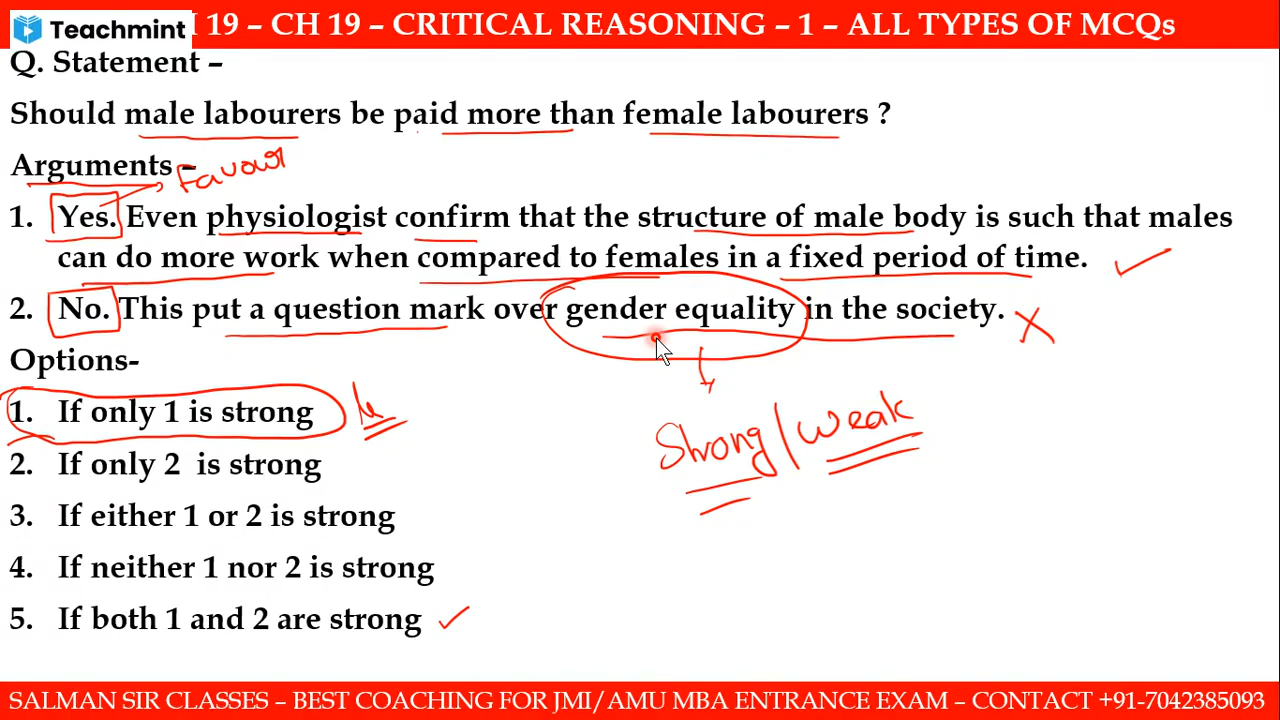 H 19 – CH 19 – CRITICAL REASONING – 1 – ALL TYPES OF MCQs
Teachmint
Q. Statement –
Should male labourers be paid more than female labourers ?
Arguments –
Favour
1. Yes. Even physiologist confirm that the structure of male body is such that males
can do more work when compared to females in a fixed period of time.
2. No. This put a question mark over gender equality in the society.
Options-
1. If only 1 is strong
Strong/weak
2. If only 2 is strong
3. If either 1 or 2 is strong
4. If neither 1 nor 2 is strong
5. If both 1 and 2 are strong
SALMAN SIR CLASSES – BEST COACHING FOR JMI/AMU MBA ENTRANCE EXAM – CONTACT +91-7042385093